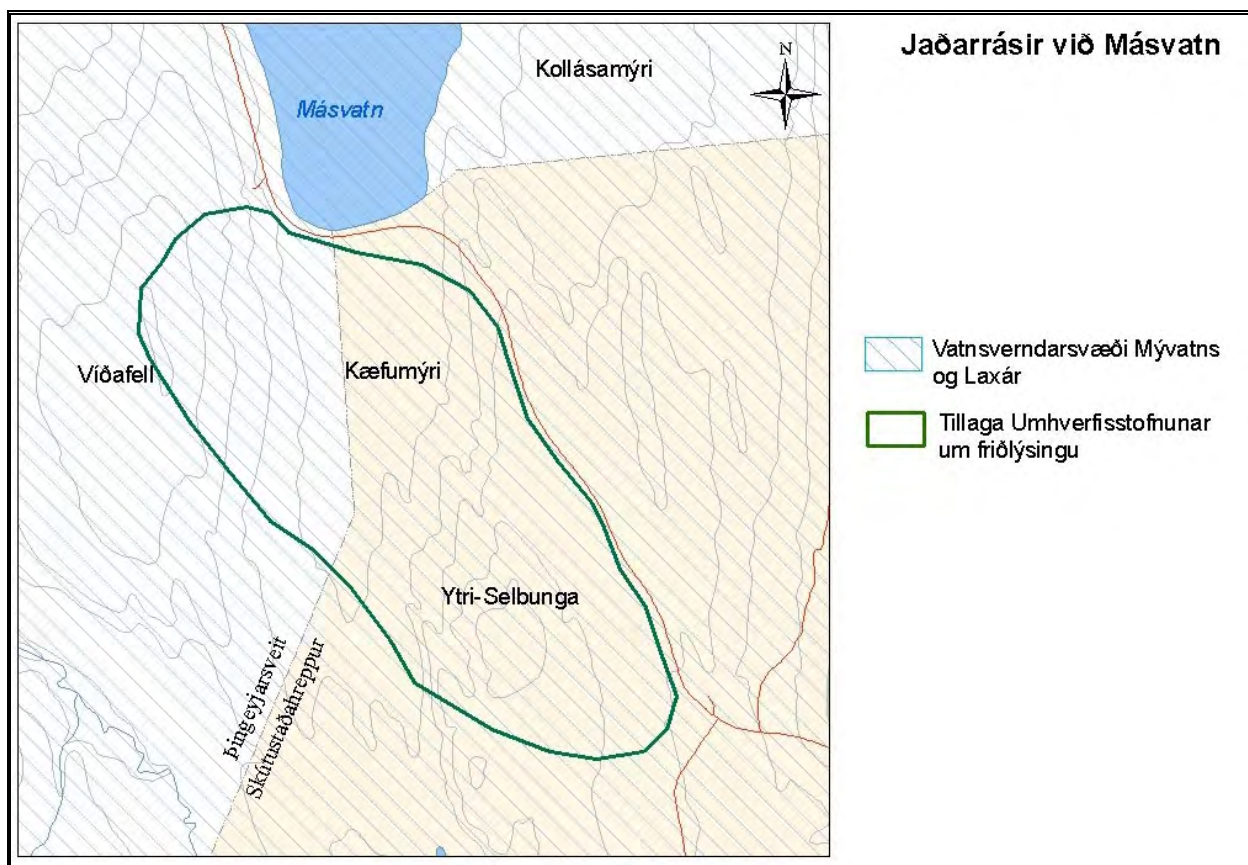 Jaðarrásir við Másvatn
N
Kollásamýri
Másvatn
Víðafell
Kæfumýri
Vatnsverndarsvæði Mývatns
og Laxár
Tillaga Umhverfisstofnunar
um friðlýsingu
Ytri-Selbunga
Þingeyjarsveit
Skútustaðahreppur